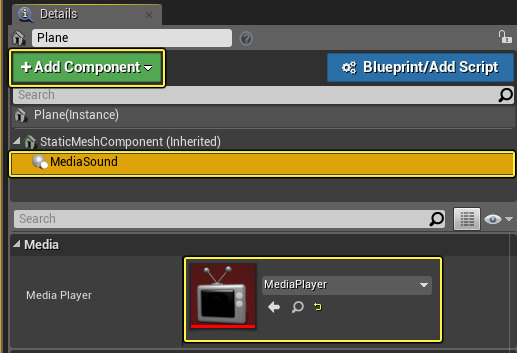 Details
Plane
Add Component
Blueprint/Add Script
Search
Plane(Instance)
StaticMeshComponent (Inherited)
MediaSound
Search
Media
Media Player
MediaPlayer